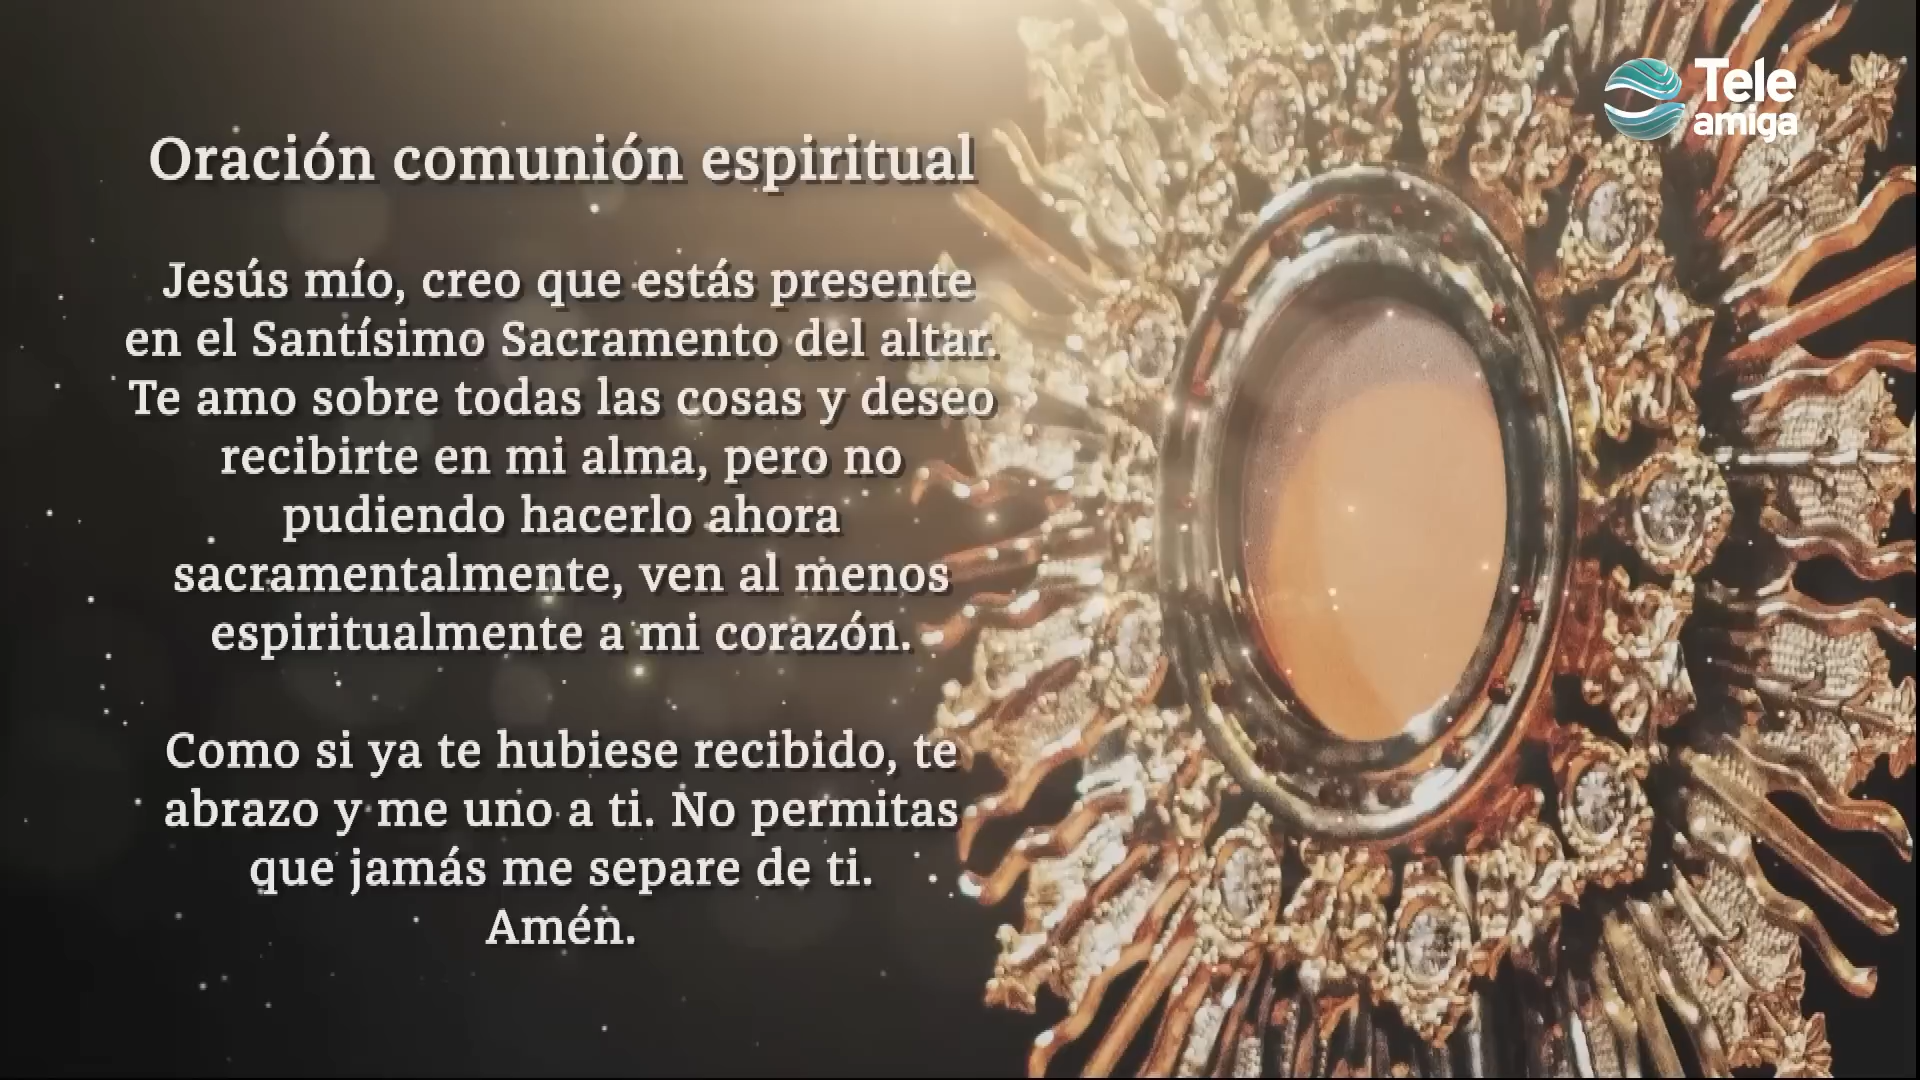 Tele
amiga
Oración comunión espiritual
Jesús mío, creo que estás presente
en el Santísimo Sacramento del altar.
Te amo sobre todas las cosas y deseo
recibirte en mi alma, pero no
pudiendo hacerlo ahora
sacramentalmente, ven al menos
espiritualmente a mi corazón.
Como si ya te hubiese recibido, te
abrazo y me uno a ti. No permitas
que jamás me separe de ti.
Amén.